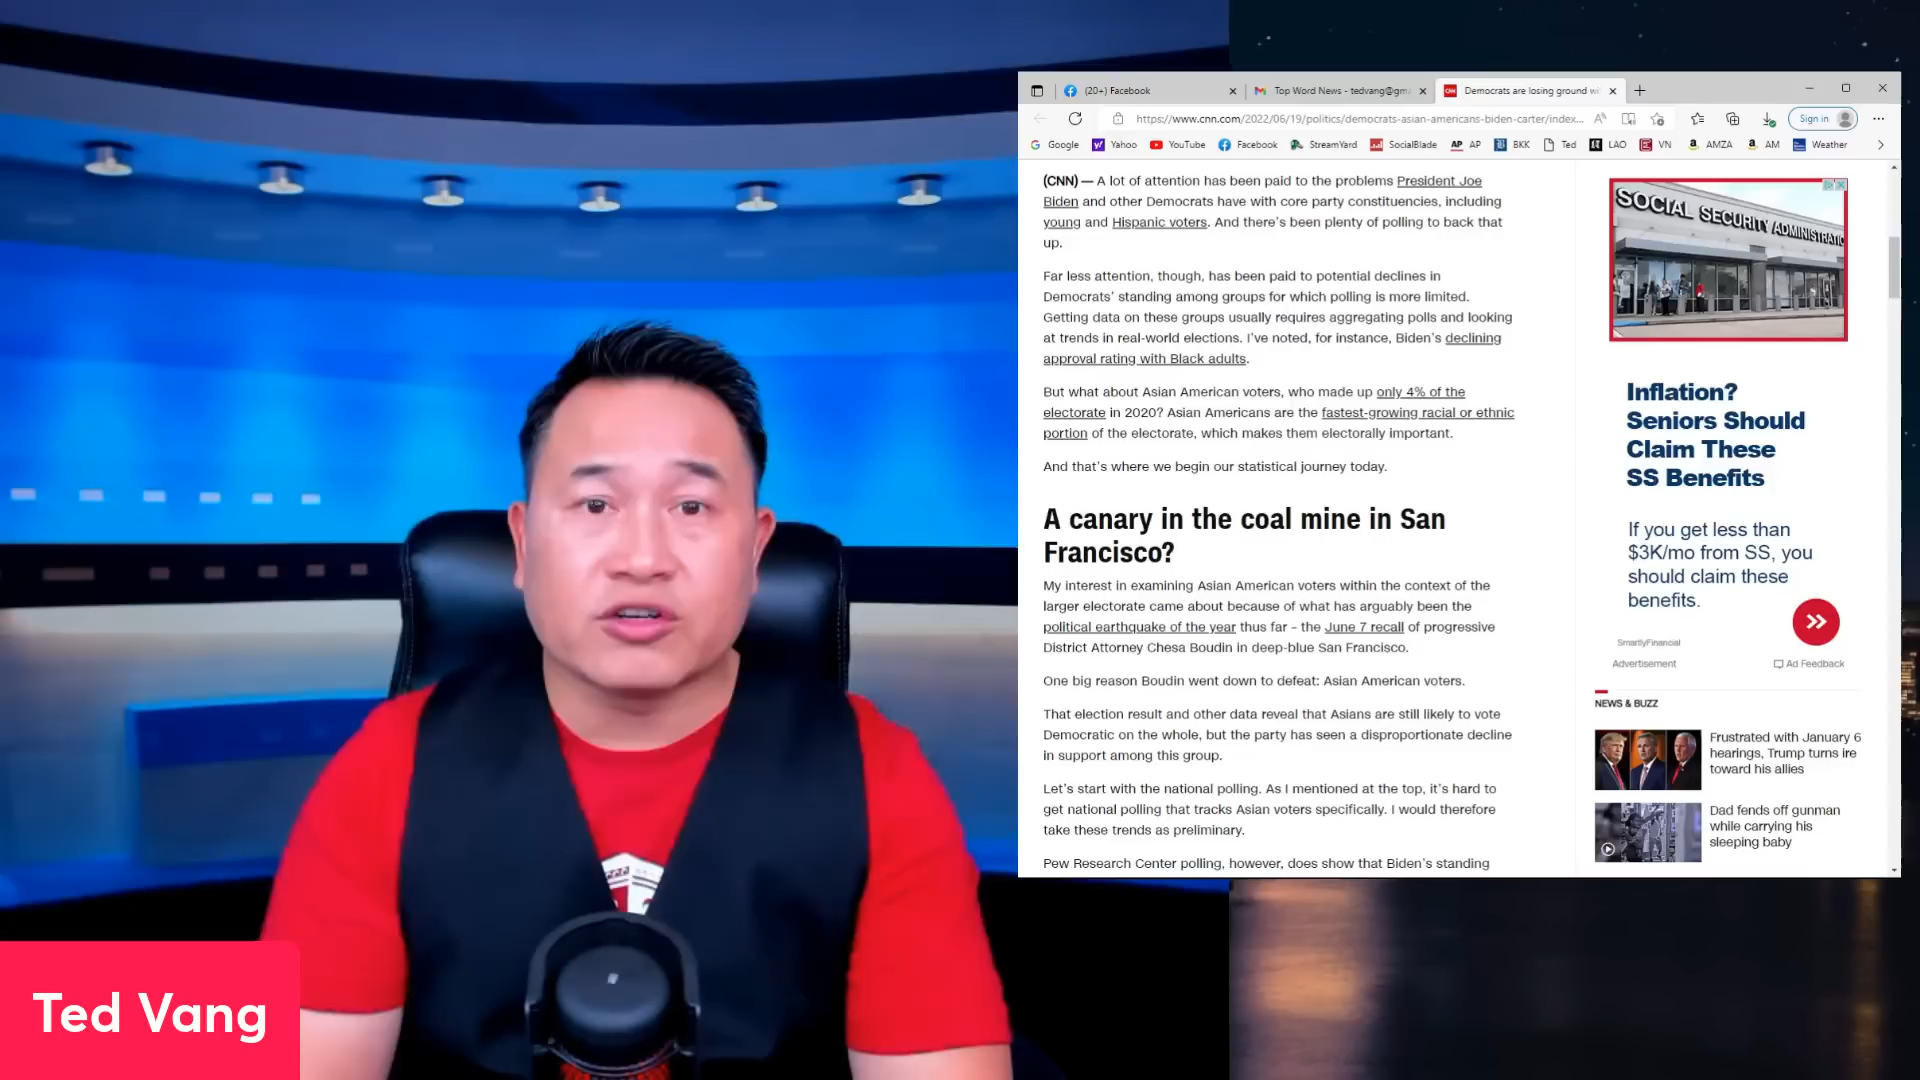 (20+) Facebook
Top Word News - tedvang@gm
Democrats are losing ground wi
https://www.cnn.com/2022/06/19/politics/democrats-asian-americans-biden-carter/index...
Sign in
Google
Yahoo
YouTube
Facebook
StreamYard
SocialBlade
AP AP
BKK
Ted
LAO
VN
AMZA
AM
Weather
(CNN) — A lot of attention has been paid to the problems President Joe
Biden and other Democrats have with core party constituencies, including
young and Hispanic voters. And there's been plenty of polling to back that
up.
Far less attention, though, has been paid to potential declines in
Democrats' standing among groups for which polling is more limited.
Getting data on these groups usually requires aggregating polls and looking
at trends in real-world elections. I've noted, for instance, Biden's declining
approval rating with Black adults.
But what about Asian American voters, who made up only 4% of the
electorate in 2020? Asian Americans are the fastest-growing racial or ethnic
portion of the electorate, which makes them electorally important.
And that's where we begin our statistical journey today.
A canary in the coal mine in San
Francisco?
My interest in examining Asian American voters within the context of the
larger electorate came about because of what has arguably been the
political earthquake of the year thus far – the June 7 recall of progressive
District Attorney Chesa Boudin in deep-blue San Francisco.
One big reason Boudin went down to defeat: Asian American voters.
That election result and other data reveal that Asians are still likely to vote
Democratic on the whole, but the party has seen a disproportionate decline
in support among this group.
Let's start with the national polling. As I mentioned at the top, it's hard to
get national polling that tracks Asian voters specifically. I would therefore
take these trends as preliminary.
Pew Research Center polling, however, does show that Biden's standing
SOCIAL SECURITY ADMINISTRATIO
Inflation?
Seniors Should
Claim These
SS Benefits
If you get less than
$3K/mo from SS, you
should claim these
benefits.
SmartlyFinancial
Advertisement
Ad Feedback
NEWS & BUZZ
Frustrated with January 6
hearings, Trump turns ire
toward his allies
Dad fends off gunman
while carrying his
sleeping baby
Ted Vang